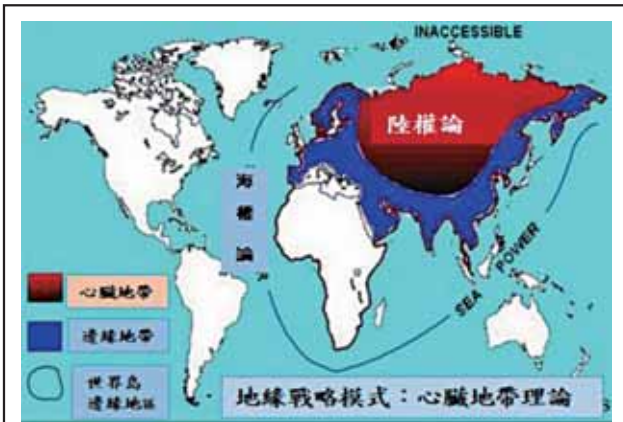 INACCESSIBLE
陸權論
海權論
SEA POWER
心臟地帶
邊緣地帶
世界島
邊緣地區
地緣戰略模式:心臟地帶理論